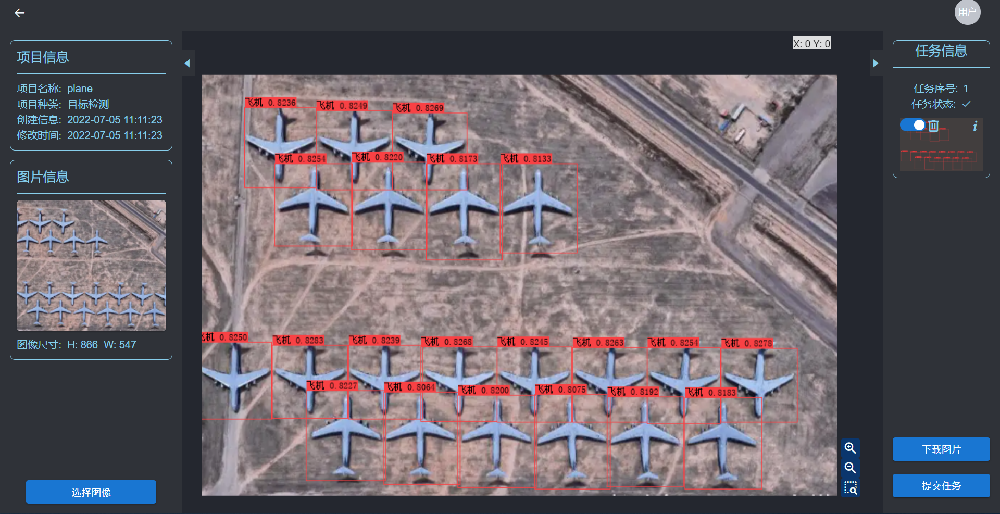 用户
项目信息
项目名称: plane
项目种类: 目标检测
创建信息: 2022-07-05 11:11:23
修改时间: 2022-07-05 11:11:23
图片信息
图像尺寸: H: 866 W: 547
选择图像
X: 0 Y: 0
飞机 0.8236
飞机 0.8249
飞机 0.8269
飞机 0.8254
飞机 0.8220
飞机 0.8173
飞机 0.8133
机 0.8250
飞机 0.8283
飞机 0.8239
飞机 0.8268
飞机 0.8245
飞机 0.8263
飞机 0.8254
飞机 0.8278
飞机 0.8227
飞机 0.8064
飞机 0.8200
飞机 0.8075
飞机 0.8192
飞机 0.8183
任务信息
任务序号: 1
任务状态: ✓
i
下载图片
提交任务